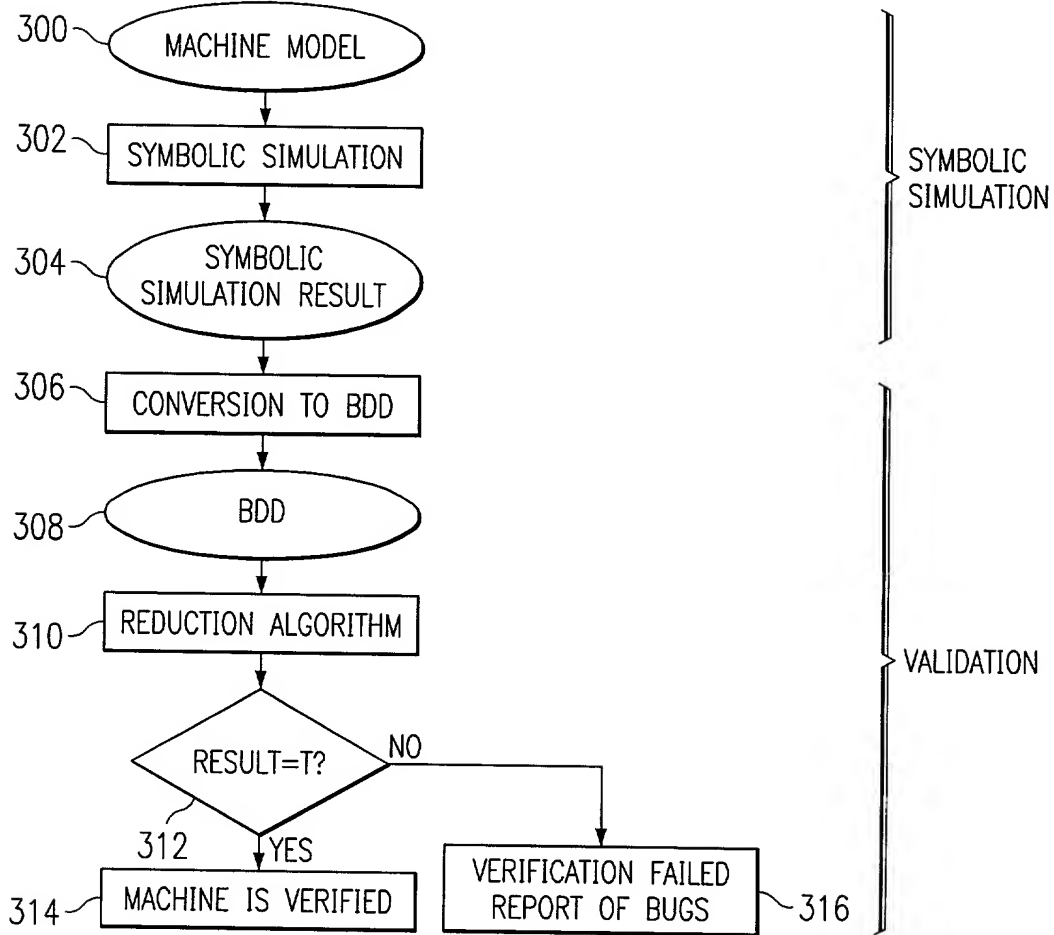 300
MACHINE MODEL
302
SYMBOLIC SIMULATION
SYMBOLIC
SIMULATION
304
SYMBOLIC
SIMULATION RESULT
306
CONVERSION TO BDD
308
BDD
310
REDUCTION ALGORITHM
VALIDATION
RESULT=T?
NO
312
YES
314
MACHINE IS VERIFIED
VERIFICATION FAILED
REPORT OF BUGS
316